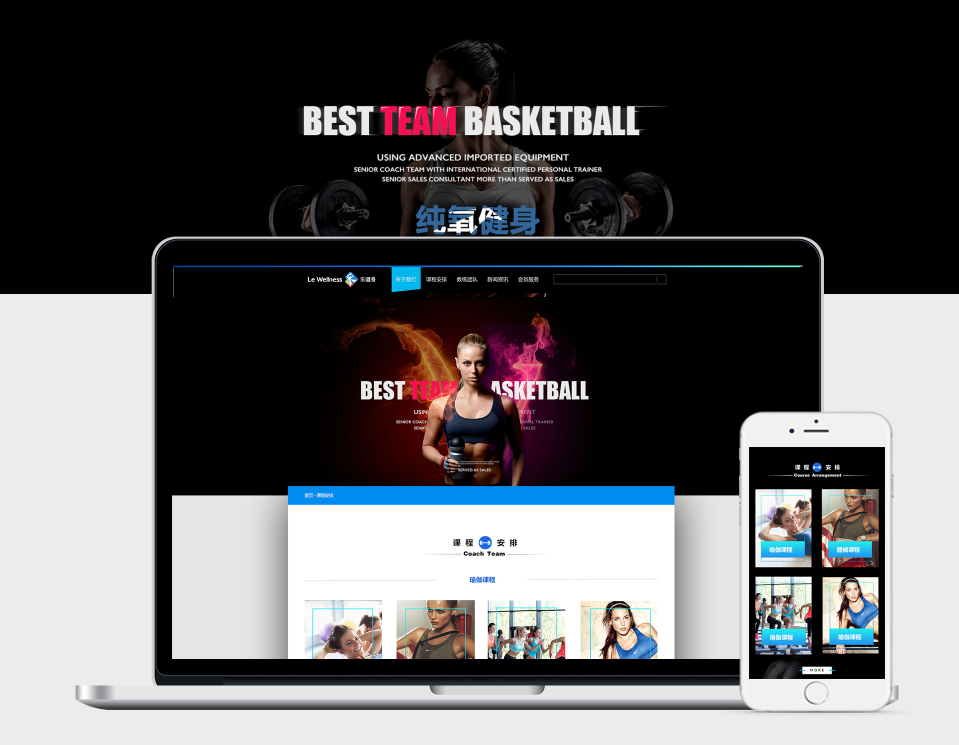 BEST TEAM BASKETBALL
USING ADVANCED IMPORTED EQUIPMENT
SENIOR COACH TEAM WITH INTERNATIONAL CERTIFIED PERSONAL TRAINER
SENIOR SALES CONSULTANT MORE THAN SERVED AS SALES
纯氧健身
Le Wellness 乐健身 关于我们 课程安排 教练团队 新闻资讯 会员服务
BEST TEAM BASKETBALL
USIN MENT
SENIOR COACH ONAL TRAINER
SENIO SALES
SERVED AS SALES
首页 - 课程安排
课程 安排
Coach Team
瑜伽课程
课程 安排
Course Arrangement
瑜伽课程
器械课程
瑜伽课程
瑜伽课程
MORE